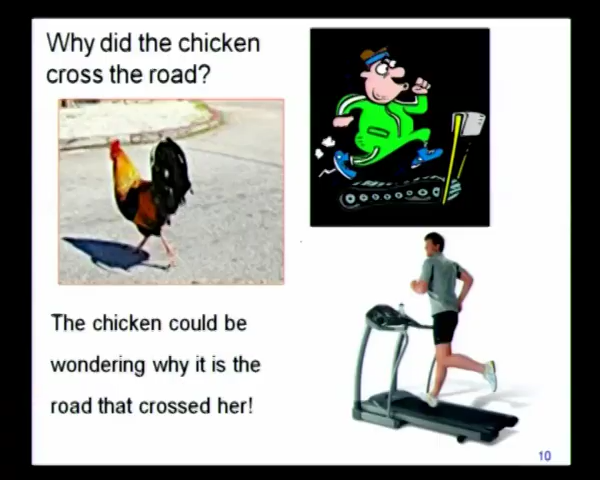 Why did the chicken
cross the road?
The chicken could be
wondering why it is the
road that crossed her!
10